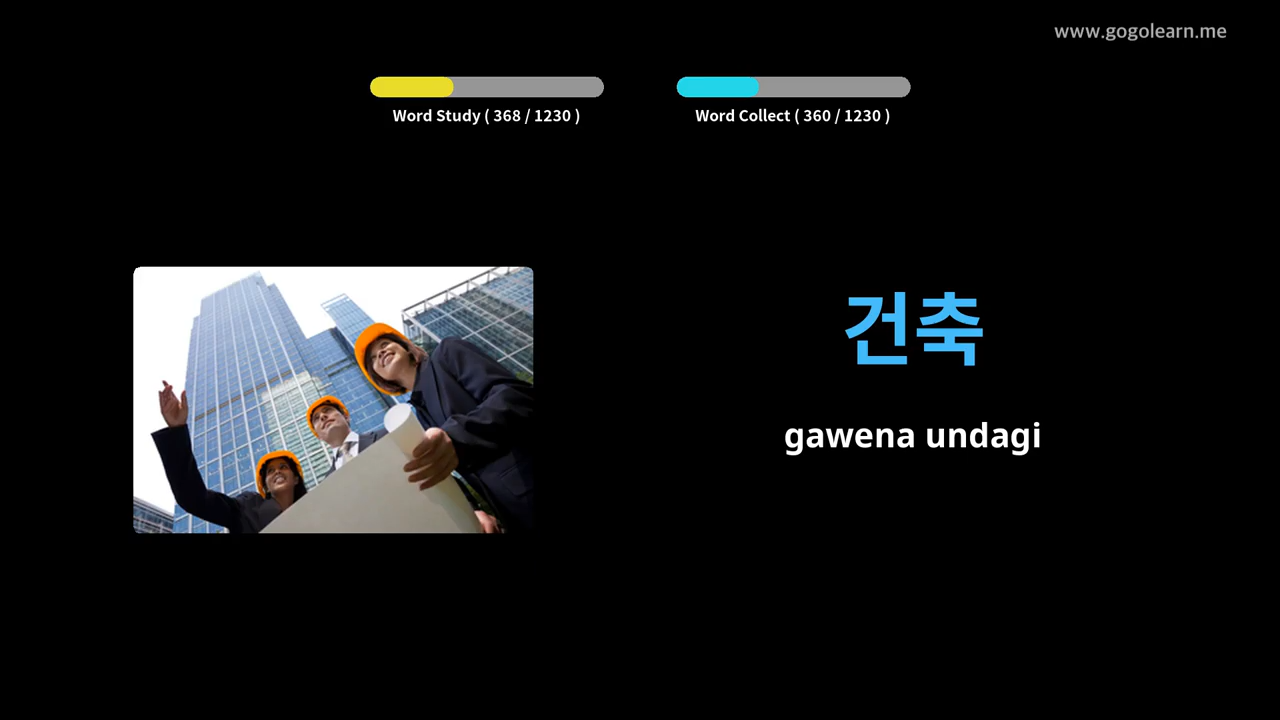 www.gogolearn.me
Word Study ( 368 / 1230 )
Word Collect ( 360 / 1230 )
건축
gawena undagi